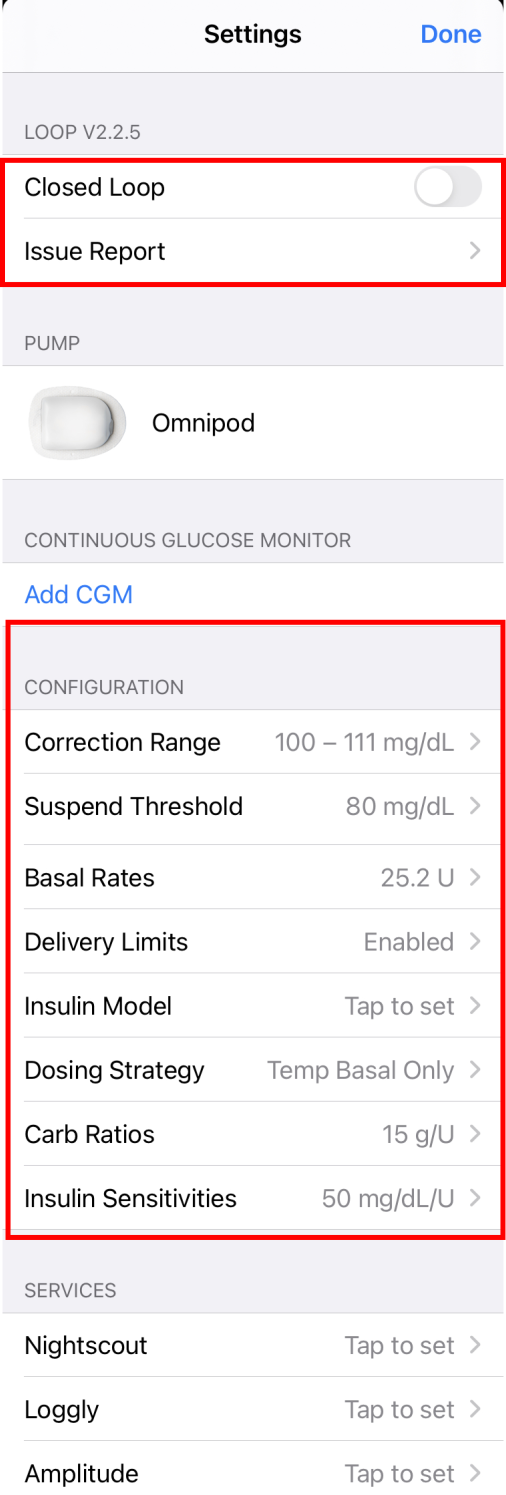 Settings Done
LOOP V2.2.5
Closed Loop
Issue Report
PUMP
Omnipod
CONTINUOUS GLUCOSE MONITOR
Add CGM
CONFIGURATION
Correction Range 100 – 111 mg/dL
Suspend Threshold 80 mg/dL
Basal Rates 25.2 U
Delivery Limits Enabled
Insulin Model Tap to set
Dosing Strategy Temp Basal Only
Carb Ratios 15 g/U
Insulin Sensitivities 50 mg/dL/U
SERVICES
Nightscout Tap to set
Loggly Tap to set
Amplitude Tap to set